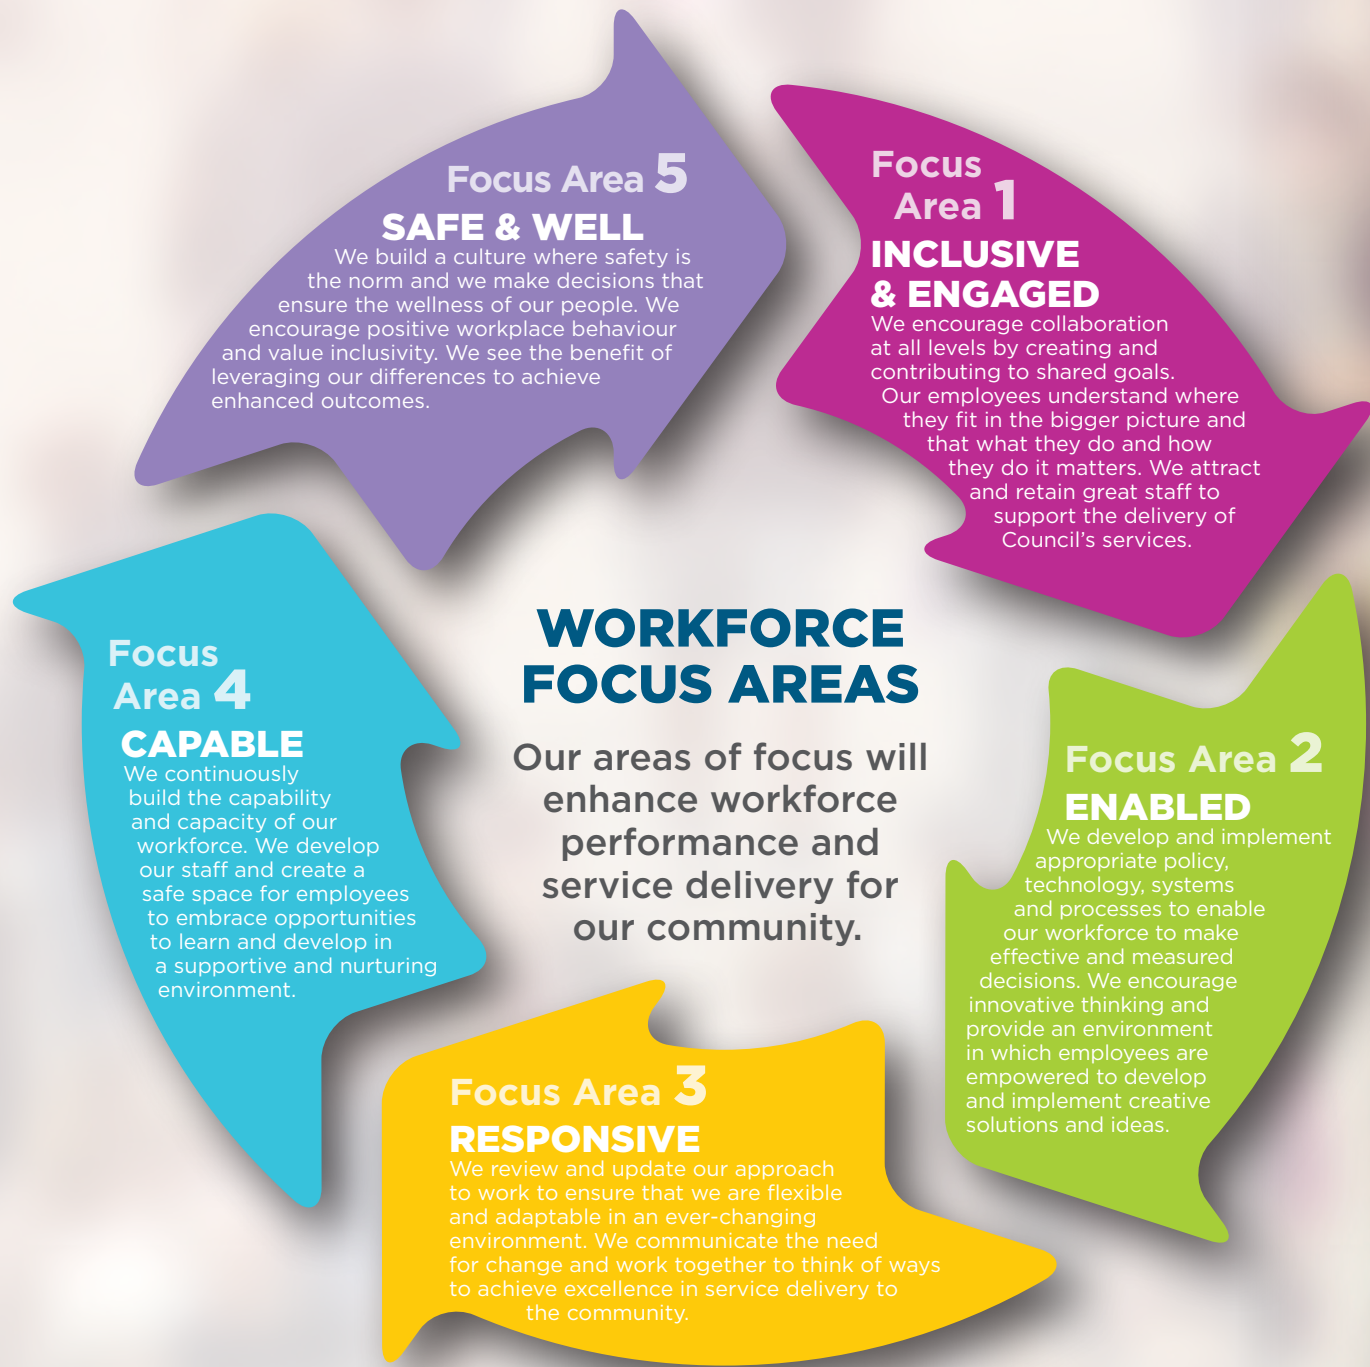 WORKFORCE
FOCUS AREAS
Our areas of focus will
enhance workforce
performance and
service delivery for
our community.
Focus
Area 1
INCLUSIVE
& ENGAGED
We encourage collaboration
at all levels by creating and
contributing to shared goals.
Our employees understand where
they fit in the bigger picture and
that what they do and how
they do it matters. We attract
and retain great staff to
support the delivery of
Council's services.
Focus Area 2
ENABLED
We develop and implement
appropriate policy,
technology, systems
and processes to enable
our workforce to make
effective and measured
decisions. We encourage
innovative thinking and
provide an environment
in which employees are
empowered to develop
and implement creative
solutions and ideas.
Focus Area 3
RESPONSIVE
We review and update our approach
to work to ensure that we are flexible
and adaptable in an ever-changing
environment. We communicate the need
for change and work together to think of ways
to achieve excellence in service delivery to
the community.
Focus
Area 4
CAPABLE
We continuously
build the capability
and capacity of our
workforce. We develop
our staff and create a
safe space for employees
to embrace opportunities
to learn and develop in
a supportive and nurturing
environment.
Focus Area 5
SAFE & WELL
We build a culture where safety is
the norm and we make decisions that
ensure the wellness of our people. We
encourage positive workplace behaviour
and value inclusivity. We see the benefit of
leveraging our differences to achieve
enhanced outcomes.